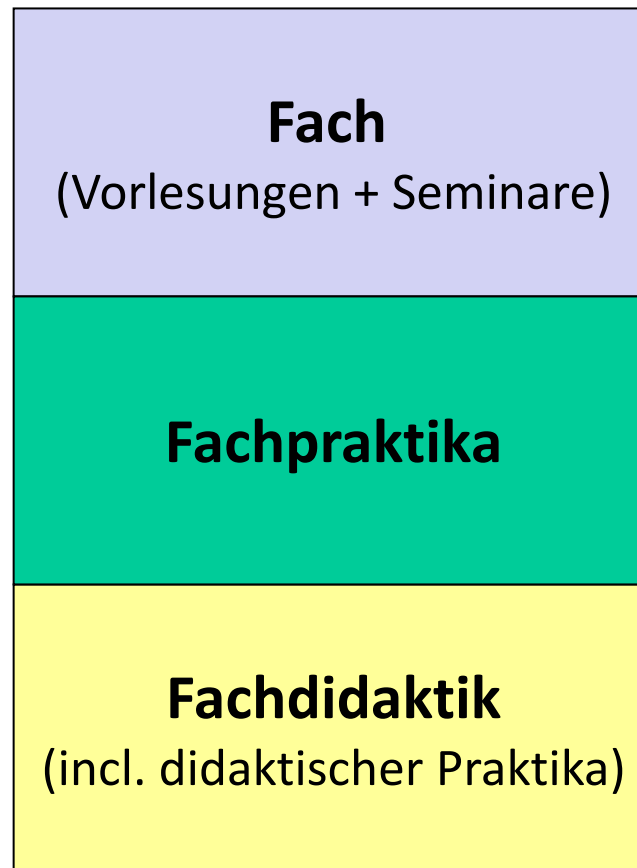 Fach
(Vorlesungen + Seminare)
Fachpraktika
Fachdidaktik
(incl. didaktischer Praktika)